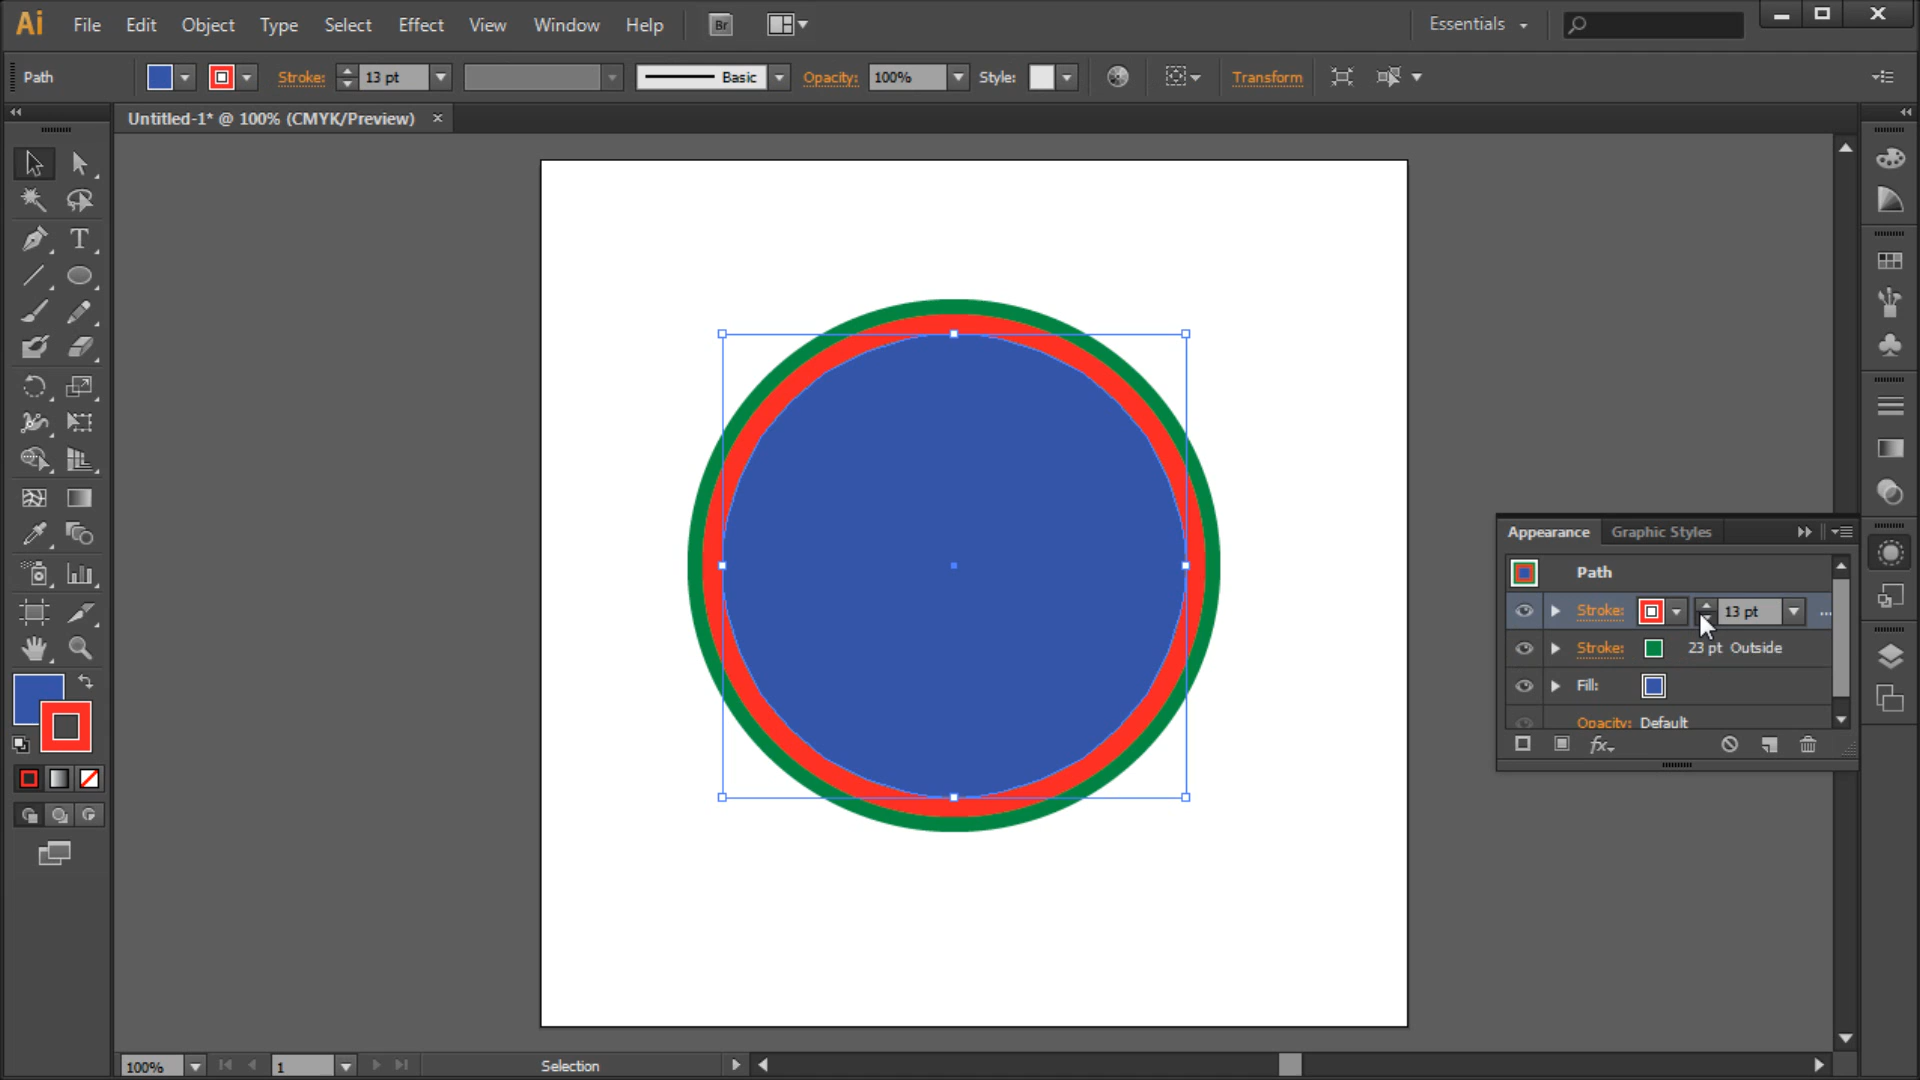 Ai File Edit Object Type Select Effect View Window Help Br Essentials
Path Stroke: 13 pt Basic Opacity: 100% Style: Transform
Untitled-1* @ 100% (CMYK/Preview) ×
T
Appearance Graphic Styles
Path
Stroke: 13 pt ...
Stroke: 23 pt Outside
Fill:
Opacity: Default
fx
100% 1 Selection